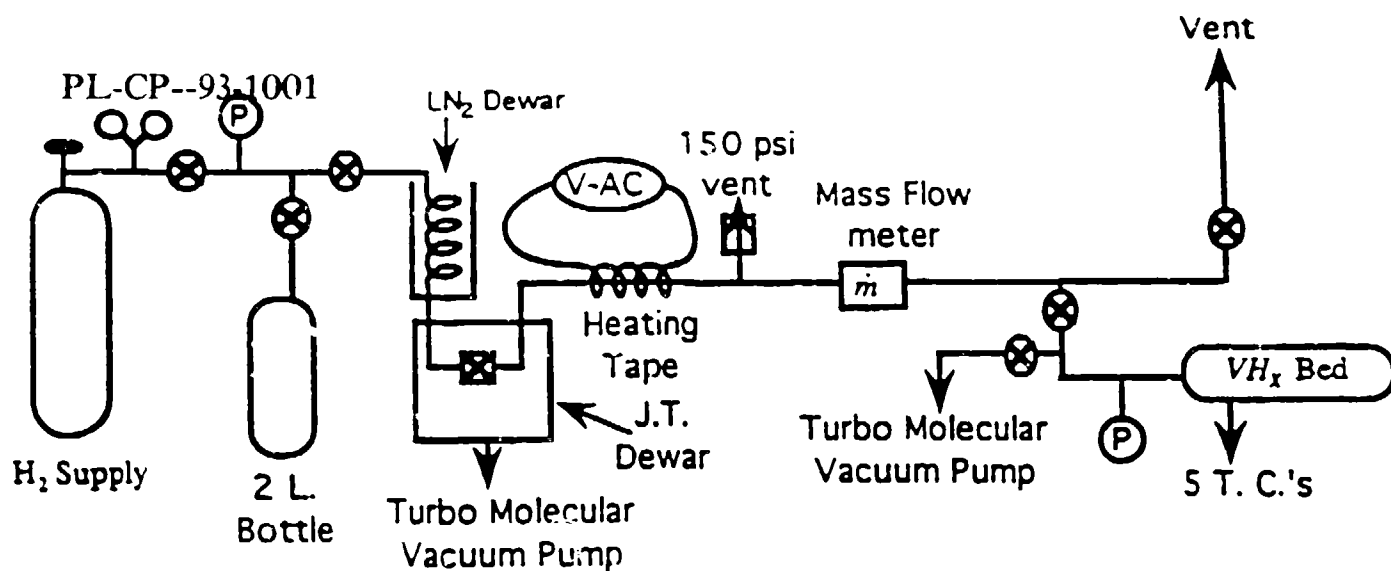 Vent
PL-CP--93-1001
P
LN₂ Dewar
150 psi
vent
V-AC
Mass Flow
meter
ṁ
Heating
Tape
J.T.
Dewar
VHₓ Bed
H₂ Supply
2 L.
Bottle
Turbo Molecular
Vacuum Pump
Turbo Molecular
Vacuum Pump
P
5 T. C.'s